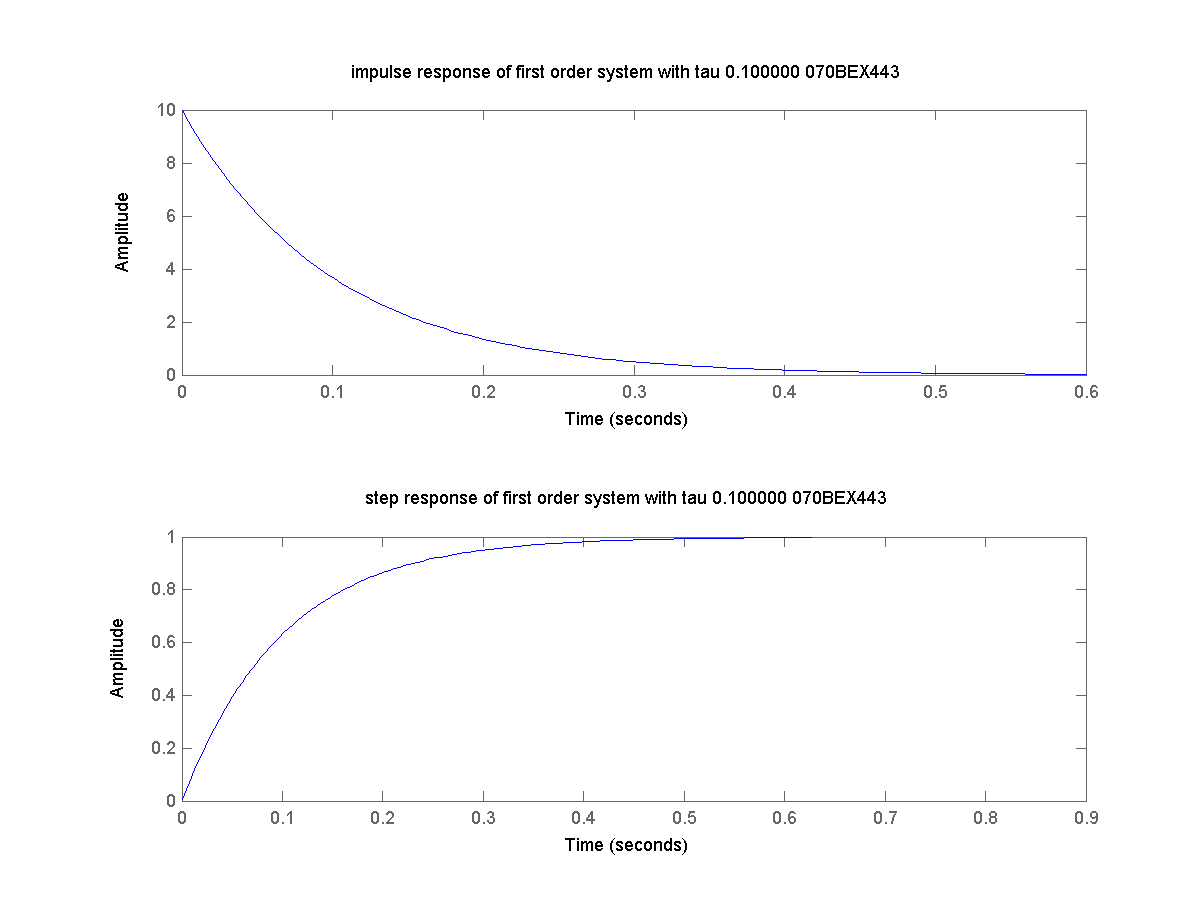 impulse response of first order system with tau 0.100000 070BEX443
10
8
6
4
2
0
Amplitude
0 0.1 0.2 0.3 0.4 0.5 0.6
Time (seconds)
step response of first order system with tau 0.100000 070BEX443
1
0.8
0.6
0.4
0.2
0
Amplitude
0 0.1 0.2 0.3 0.4 0.5 0.6 0.7 0.8 0.9
Time (seconds)